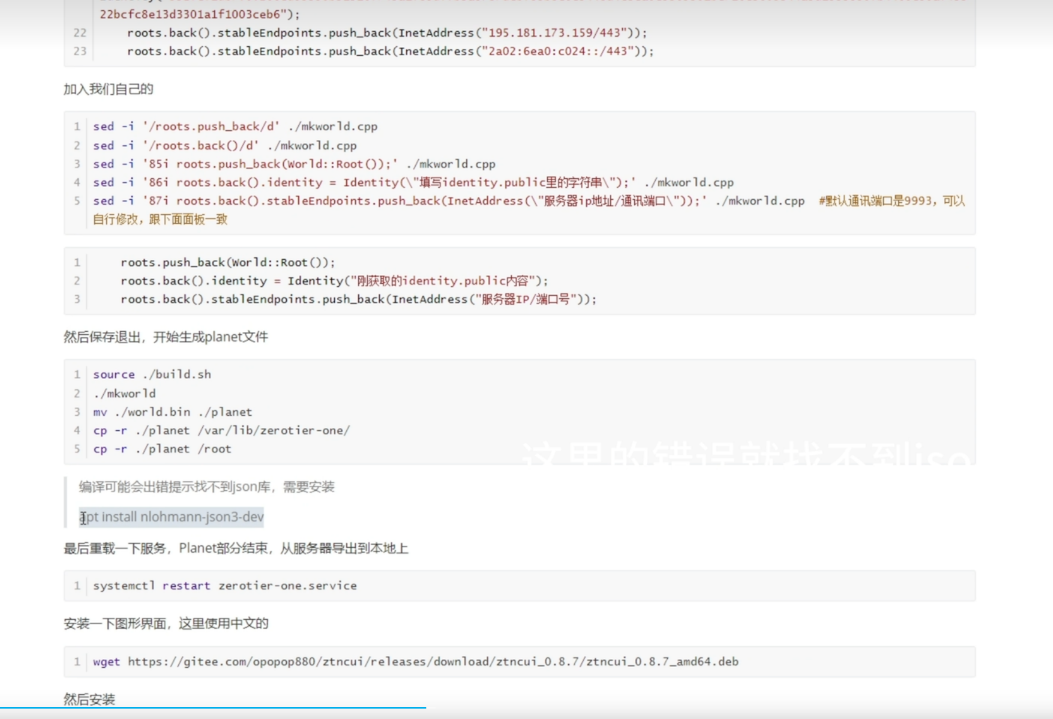 22bcfc8e13d3301a1f1003ceb6");
22 roots.back().stableEndpoints.push_back(InetAddress("195.181.173.159/443"));
23 roots.back().stableEndpoints.push_back(InetAddress("2a02:6ea0:c024::/443"));
加入我们自己的
1 sed -i '/roots.push_back/d' ./mkworld.cpp
2 sed -i '/roots.back()/d' ./mkworld.cpp
3 sed -i '85i roots.push_back(World::Root());' ./mkworld.cpp
4 sed -i '86i roots.back().identity = Identity(\"填写identity.public里的字符串\");' ./mkworld.cpp
5 sed -i '87i roots.back().stableEndpoints.push_back(InetAddress(\"服务器ip地址/通讯端口\"));' ./mkworld.cpp #默认通讯端口是9993，可以
自行修改，跟下面面板一致
1 roots.push_back(World::Root());
2 roots.back().identity = Identity("刚获取的identity.public内容");
3 roots.back().stableEndpoints.push_back(InetAddress("服务器IP/端口号"));
然后保存退出，开始生成planet文件
1 source ./build.sh
2 ./mkworld
3 mv ./world.bin ./planet
4 cp -r ./planet /var/lib/zerotier-one/
5 cp -r ./planet /root
这里的错误就找不到iso
编译可能会出错提示找不到json库，需要安装
apt install nlohmann-json3-dev
最后重载一下服务，Planet部分结束，从服务器导出到本地上
1 systemctl restart zerotier-one.service
安装一下图形界面，这里使用中文的
1 wget https://gitee.com/opopop880/ztncui/releases/download/ztncui_0.8.7/ztncui_0.8.7_amd64.deb
然后安装